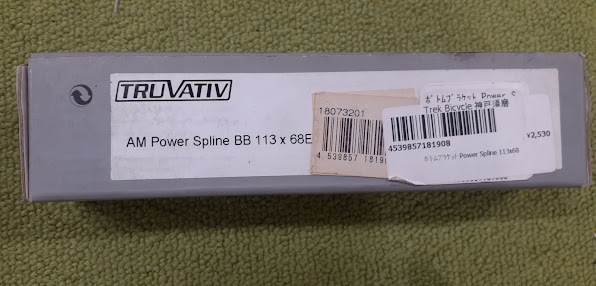 TRUVATIV
AM Power Spline BB 113 x 68E
18073201
4 539857 1819
ボトムブラケット Power S
Trek Bicycle 神戸須磨
¥2,530
4539857181908
ボトムブラケット Power Spline 113x68